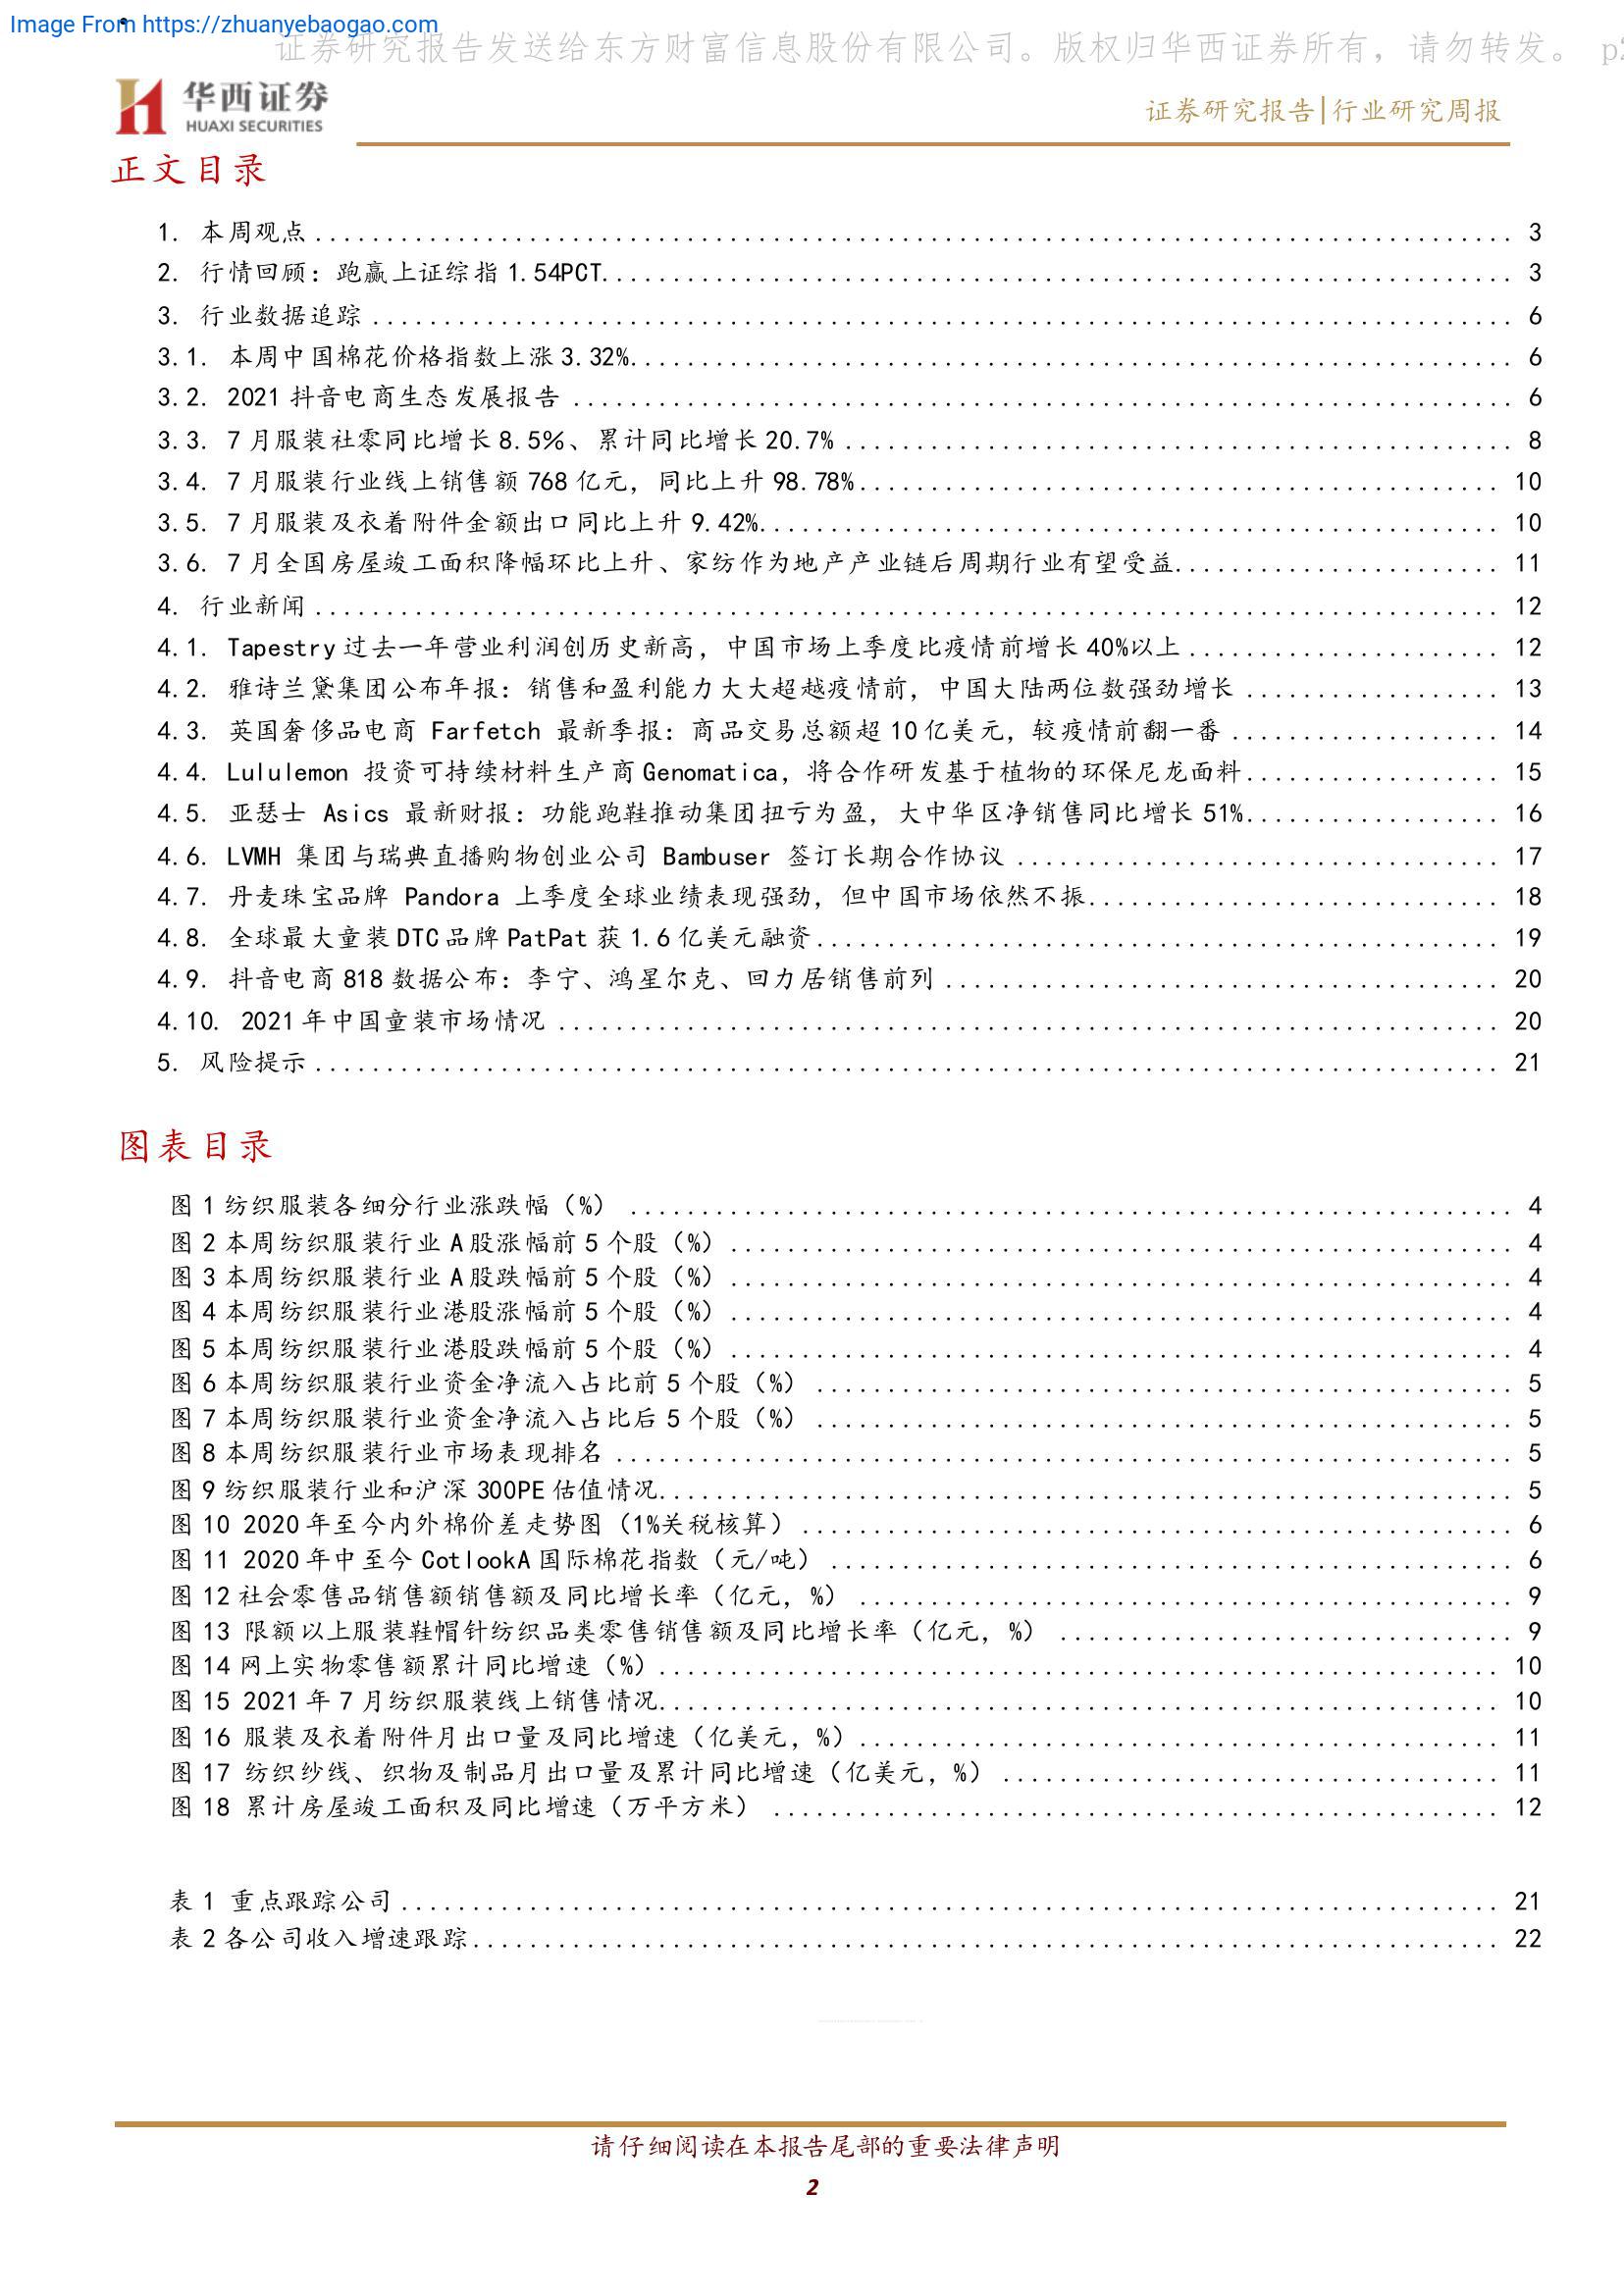 Image From https://zhuanyebaogao.com
证券研究报告发送给东方财富信息股份有限公司。版权归华西证券所有，请勿转发。 p2
华西证券
HUAXI SECURITIES
证券研究报告|行业研究周报
正文目录
1. 本周观点 ........ 3
2. 行情回顾：跑赢上证综指 1.54PCT ........ 3
3. 行业数据追踪 ........ 6
3.1. 本周中国棉花价格指数上涨 3.32% ........ 6
3.2. 2021 抖音电商生态发展报告 ........ 6
3.3. 7 月服装社零同比增长 8.5%、累计同比增长 20.7% ........ 8
3.4. 7 月服装行业线上销售额 768 亿元，同比上升 98.78% ........ 10
3.5. 7 月服装及衣着附件金额出口同比上升 9.42% ........ 10
3.6. 7 月全国房屋竣工面积降幅环比上升、家纺作为地产产业链后周期行业有望受益 ........ 11
4. 行业新闻 ........ 12
4.1. Tapestry 过去一年营业利润创历史新高，中国市场上季度比疫情前增长 40%以上 ........ 12
4.2. 雅诗兰黛集团公布年报：销售和盈利能力大大超越疫情前，中国大陆两位数强劲增长 ........ 13
4.3. 英国奢侈品电商 Farfetch 最新季报：商品交易总额超 10 亿美元，较疫情前翻一番 ........ 14
4.4. Lululemon 投资可持续材料生产商 Genomatica，将合作研发基于植物的环保尼龙面料 ........ 15
4.5. 亚瑟士 Asics 最新财报：功能跑鞋推动集团扭亏为盈，大中华区净销售同比增长 51% ........ 16
4.6. LVMH 集团与瑞典直播购物创业公司 Bambuser 签订长期合作协议 ........ 17
4.7. 丹麦珠宝品牌 Pandora 上季度全球业绩表现强劲，但中国市场依然不振 ........ 18
4.8. 全球最大童装 DTC 品牌 PatPat 获 1.6 亿美元融资 ........ 19
4.9. 抖音电商 818 数据公布：李宁、鸿星尔克、回力居销售前列 ........ 20
4.10. 2021 年中国童装市场情况 ........ 20
5. 风险提示 ........ 21
图表目录
图 1 纺织服装各细分行业涨跌幅（%） ........ 4
图 2 本周纺织服装行业 A 股涨幅前 5 个股（%） ........ 4
图 3 本周纺织服装行业 A 股跌幅前 5 个股（%） ........ 4
图 4 本周纺织服装行业港股涨幅前 5 个股（%） ........ 4
图 5 本周纺织服装行业港股跌幅前 5 个股（%） ........ 4
图 6 本周纺织服装行业资金净流入占比前 5 个股（%） ........ 5
图 7 本周纺织服装行业资金净流入占比后 5 个股（%） ........ 5
图 8 本周纺织服装行业市场表现排名 ........ 5
图 9 纺织服装行业和沪深 300PE 估值情况 ........ 5
图 10 2020 年至今内外棉价差走势图（1%关税核算） ........ 6
图 11 2020 年中至今 CotlookA 国际棉花指数（元/吨） ........ 6
图 12 社会零售品销售额销售额及同比增长率（亿元，%） ........ 9
图 13 限额以上服装鞋帽针纺织品类零售销售额及同比增长率（亿元，%） ........ 9
图 14 网上实物零售额累计同比增速（%） ........ 10
图 15 2021 年 7 月纺织服装线上销售情况 ........ 10
图 16 服装及衣着附件月出口量及同比增速（亿美元，%） ........ 11
图 17 纺织纱线、织物及制品月出口量及累计同比增速（亿美元，%） ........ 11
图 18 累计房屋竣工面积及同比增速（万平方米） ........ 12
表 1 重点跟踪公司 ........ 21
表 2 各公司收入增速跟踪 ........ 22
请仔细阅读在本报告尾部的重要法律声明
2